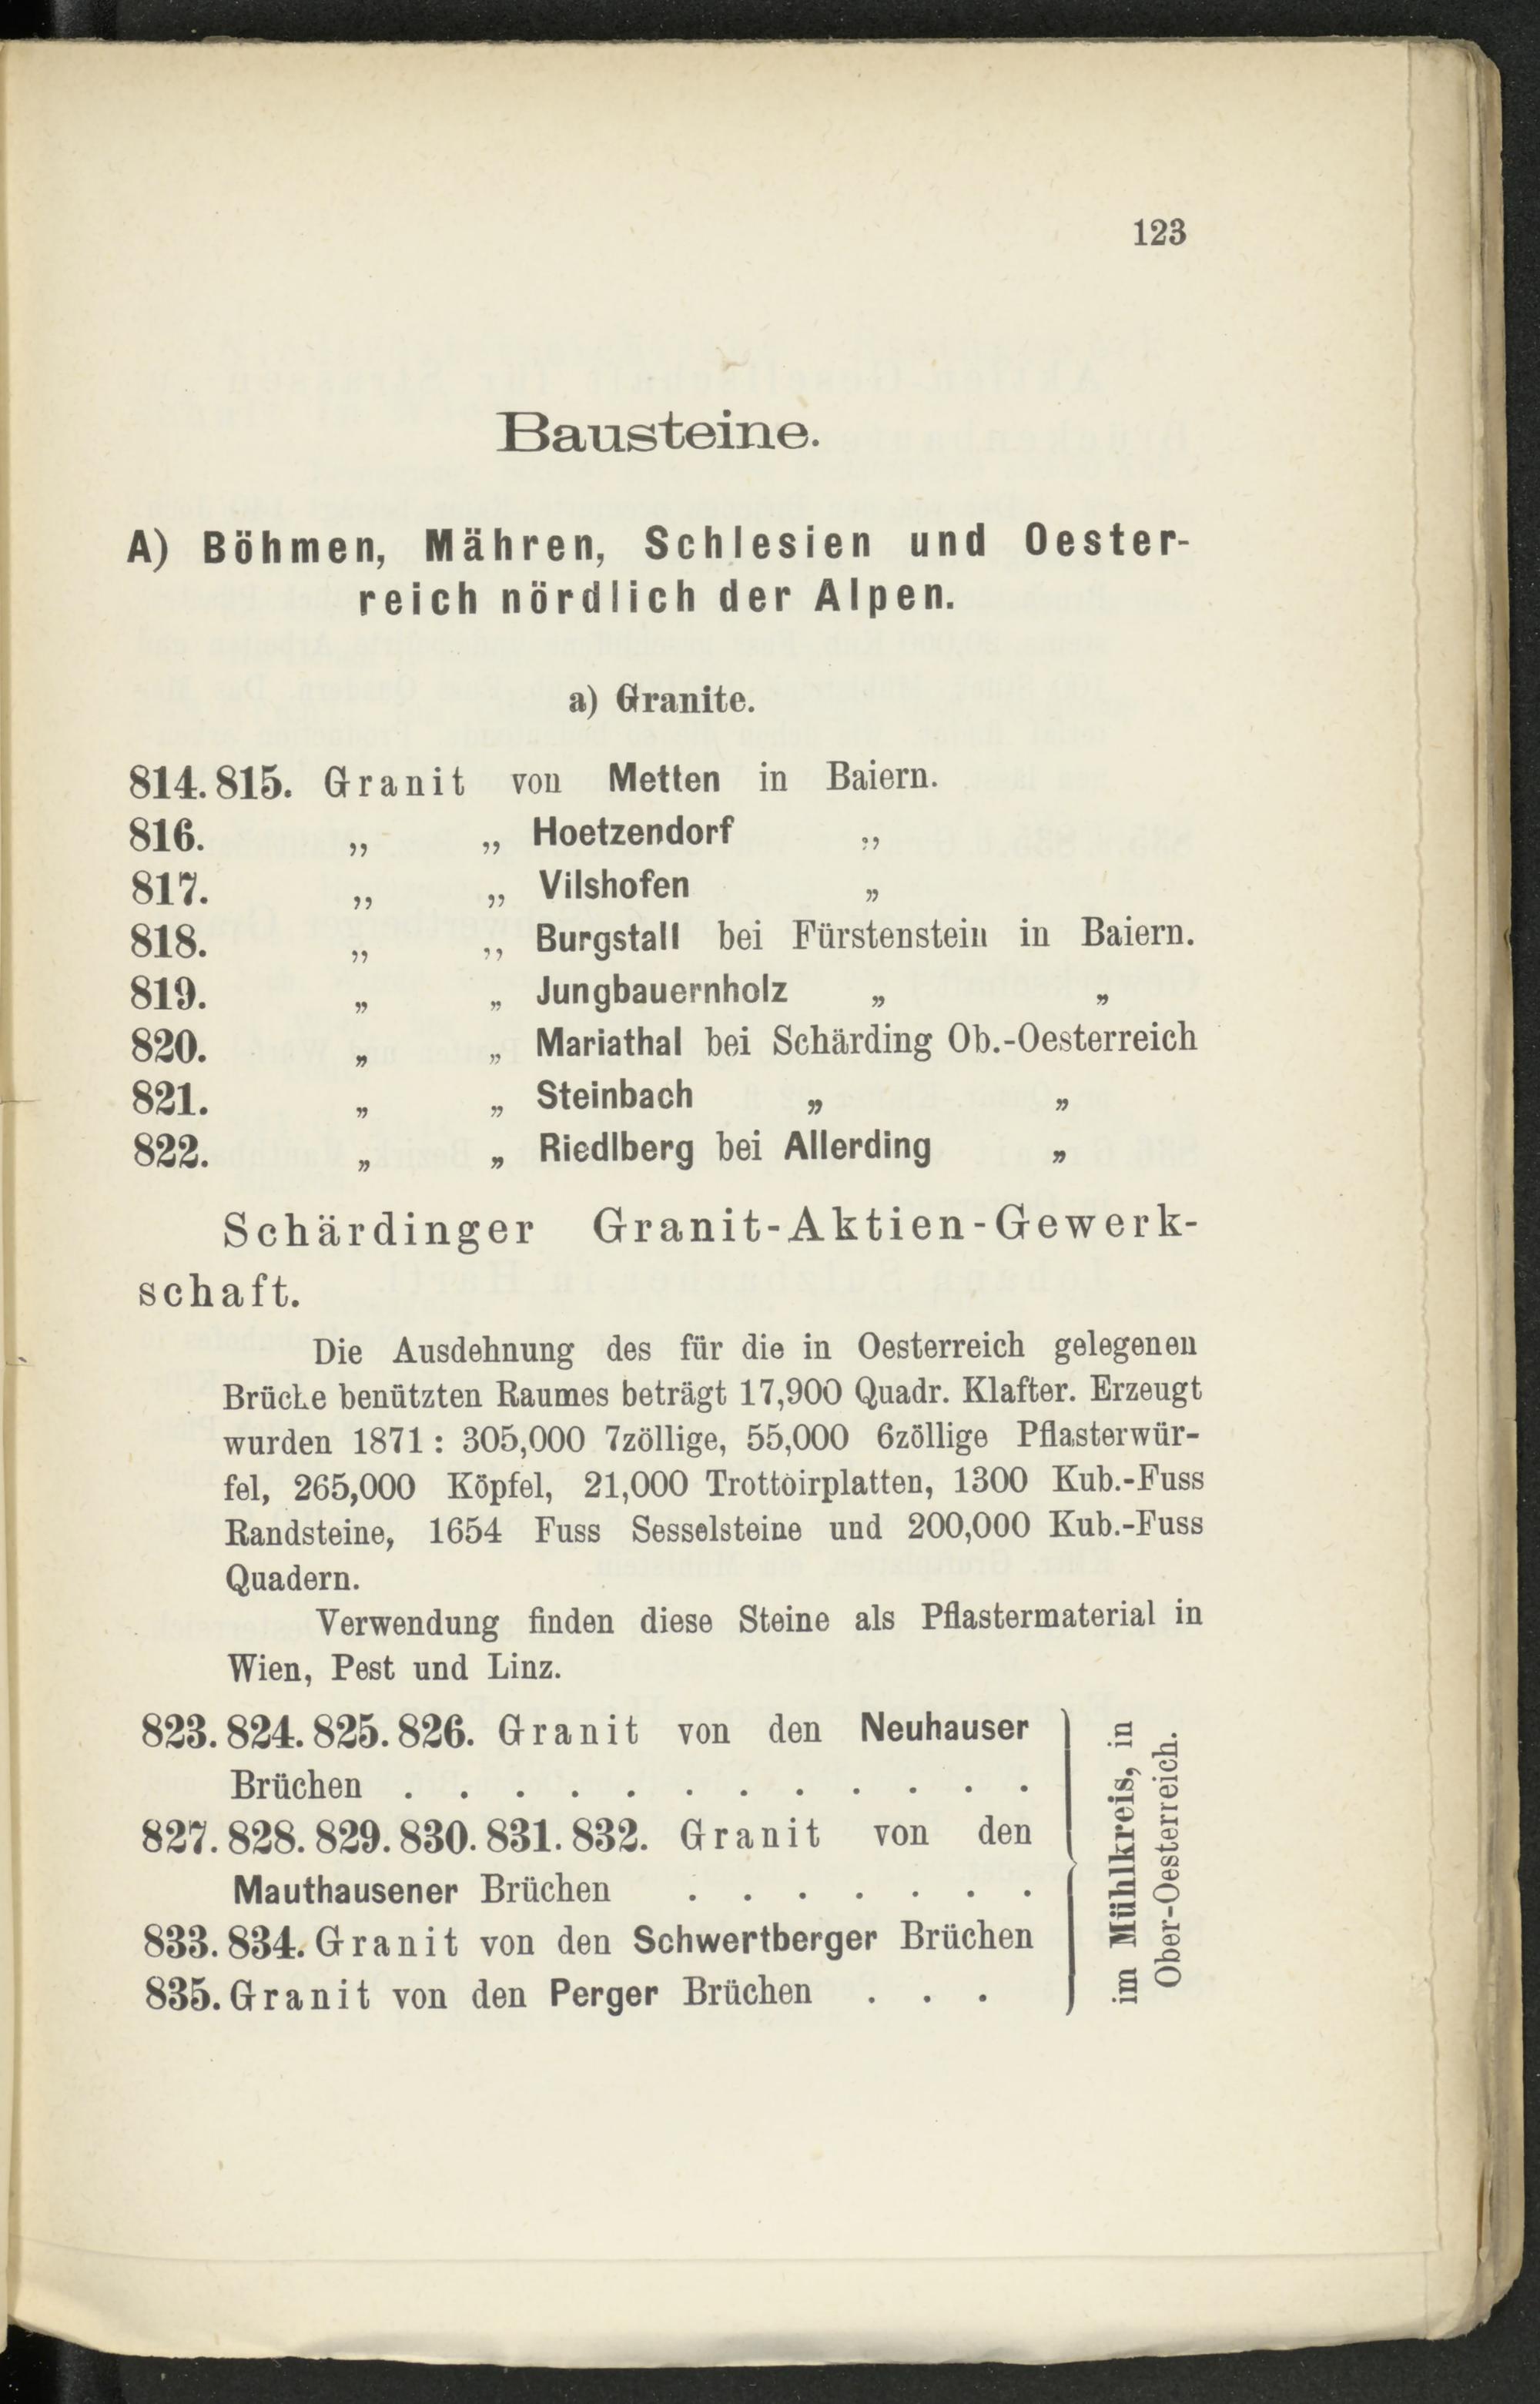 123
Bausteine.
A) Böhmen, Mähren, Schlesien und Oester-
reich nördlich der Alpen.
a) Granite.
814. 815. Granit von Metten in Baiern.
816. „ „ Hoetzendorf „
817. „ „ Vilshofen „
818. „ „ Burgstall bei Fürstenstein in Baiern.
819. „ „ Jungbauernholz „ „
820. „ „ Mariathal bei Schärding Ob.-Oesterreich
821. „ „ Steinbach „ „
822. „ „ Riedlberg bei Allerding „
Schärdinger Granit-Aktien-Gewerk-
schaft.
Die Ausdehnung des für die in Oesterreich gelegenen
Brücke benützten Raumes beträgt 17,900 Quadr. Klafter. Erzeugt
wurden 1871 : 305,000 7zöllige, 55,000 6zöllige Pflasterwür-
fel, 265,000 Köpfel, 21,000 Trottoirplatten, 1300 Kub.-Fuss
Randsteine, 1654 Fuss Sesselsteine und 200,000 Kub.-Fuss
Quadern.
Verwendung finden diese Steine als Pflastermaterial in
Wien, Pest und Linz.
823. 824. 825. 826. Granit von den Neuhauser
Brüchen . . . . . . . . . . . .
827. 828. 829. 830. 831. 832. Granit von den
Mauthausener Brüchen . . . . . . .
833. 834. Granit von den Schwertberger Brüchen
835. Granit von den Perger Brüchen . . .
im Mühlkreis, in
Ober-Oesterreich.